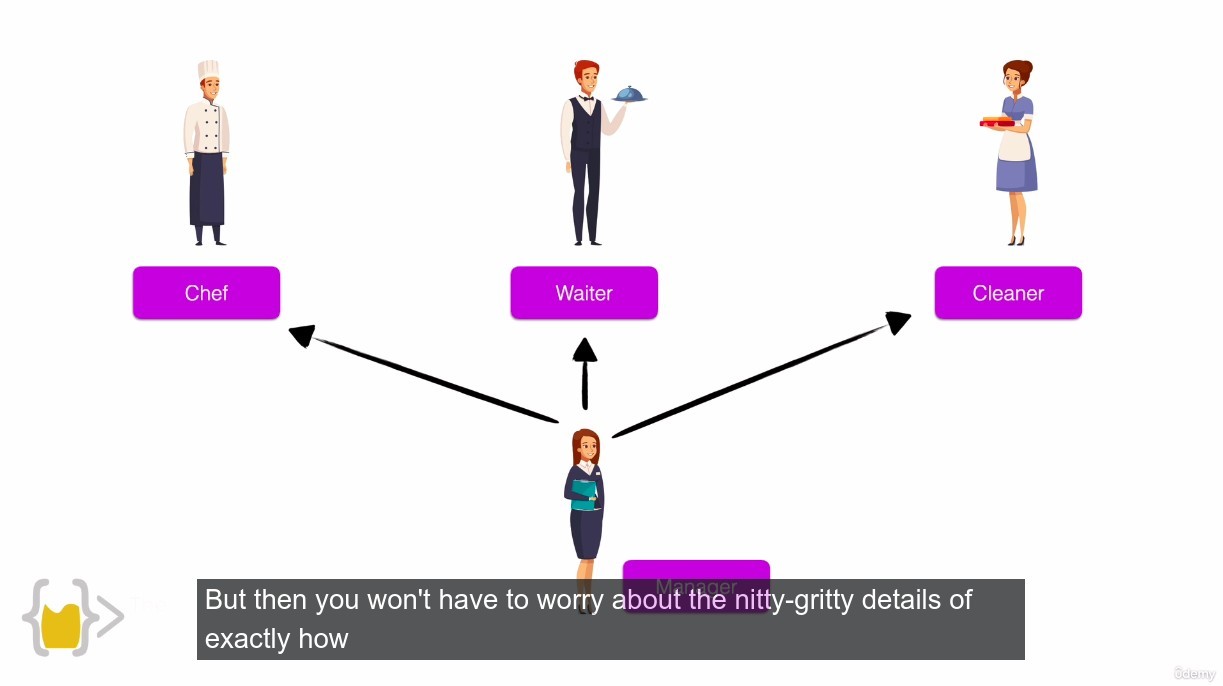 Chef
Waiter
Cleaner
Manager
But then you won't have to worry about the nitty-gritty details of
exactly how
ûdemy